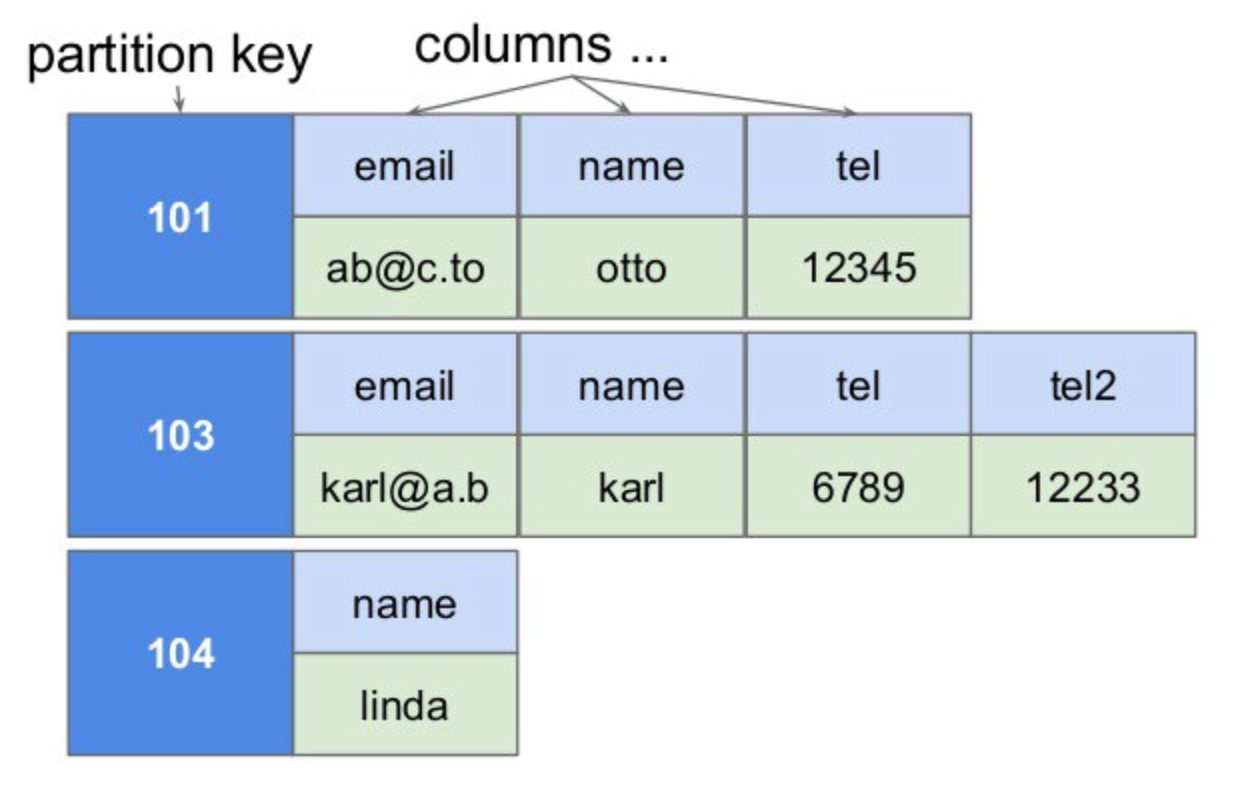 partition key
columns ...
101
email
name
tel
ab@c.to
otto
12345
103
email
name
tel
tel2
karl@a.b
karl
6789
12233
104
name
linda